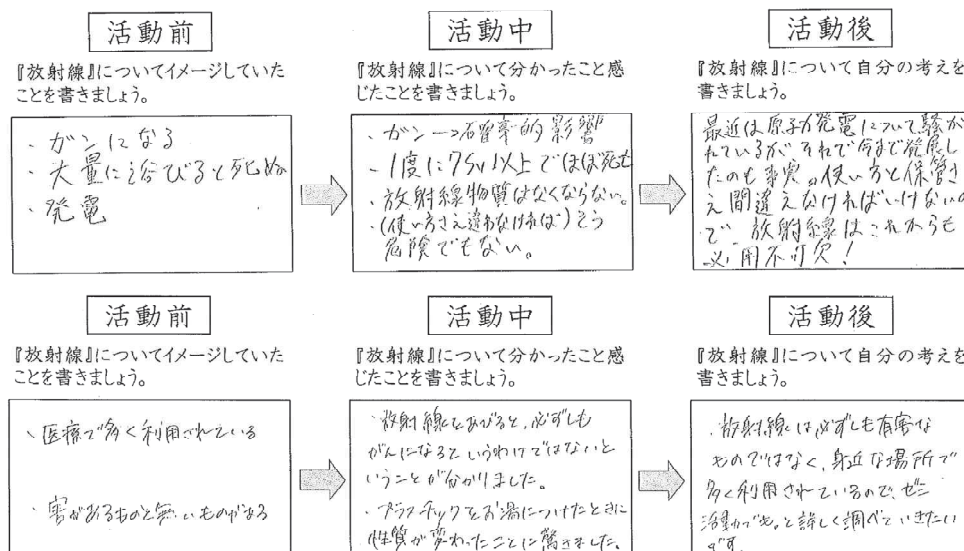 活動前
『放射線』についてイメージしていた
ことを書きましょう。
・ガンになる
・大量に浴びると死ぬ
・発電
活動中
『放射線』について分かったこと感
じたことを書きましょう。
・ガン→確率的影響
・1度に7Sv以上でほぼ死亡
・放射線物質はなくならない。
・(使い方さえ違わなければ)そう
危険でもない。
活動後
『放射線』について自分の考えを
書きましょう。
最近は原子力発電について騒が
れているが それで今まで発展し
たのも事実。使い方と保管さ
え間違えなければいけないの
で、放射線はこれからも
必用不可欠!
活動前
『放射線』についてイメージしていた
ことを書きましょう。
・医療で多く利用されている
・害があるものと無いものがある
活動中
『放射線』について分かったこと感
じたことを書きましょう。
・放射線をあびると、必ずしも
がんになるというわけではないと
いうことが分かりました。
・プラスチックをお湯につけたときに
性質が変わったことに驚きました。
活動後
『放射線』について自分の考えを
書きましょう。
・放射線は必ずしも有害な
ものではなく、身近な場所で
多く利用されているので、ゼミ
活動でもっと詳しく調べていきたい
です。